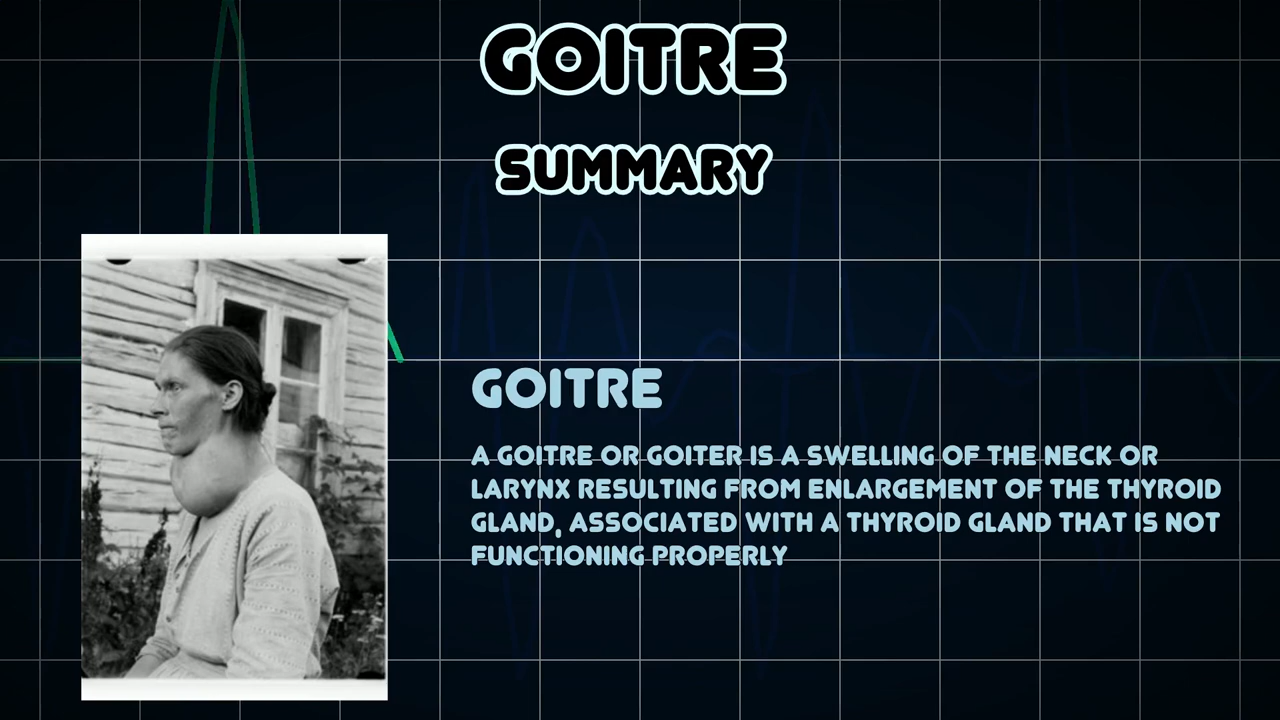 GOITRE
SUMMARY
GOITRE
A GOITRE OR GOITER IS A SWELLING OF THE NECK OR
LARYNX RESULTING FROM ENLARGEMENT OF THE THYROID
GLAND, ASSOCIATED WITH A THYROID GLAND THAT IS NOT
FUNCTIONING PROPERLY